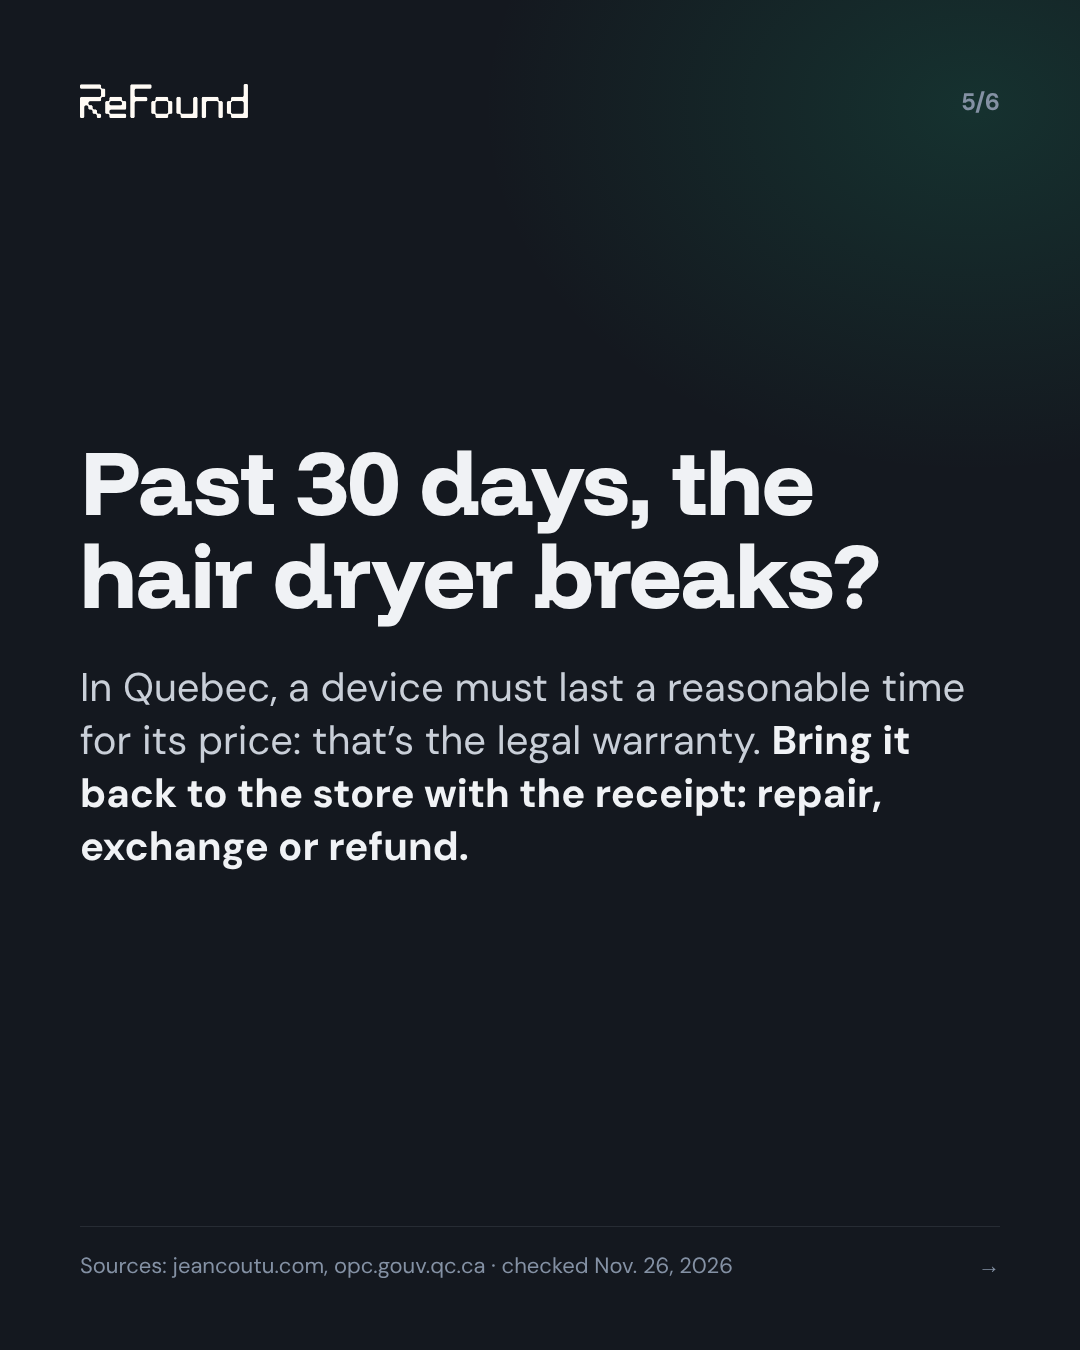 ReFound
5/6
Past 30 days, the
hair dryer breaks?
In Quebec, a device must last a reasonable time
for its price: that’s the legal warranty. Bring it
back to the store with the receipt: repair,
exchange or refund.
Sources: jeancoutu.com, opc.gouv.qc.ca · checked Nov. 26, 2026 →